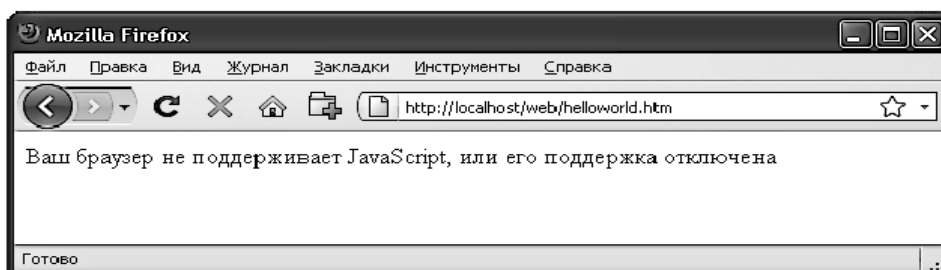 Mozilla Firefox
Файл Правка Вид Журнал Закладки Инструменты Справка
http://localhost/web/helloworld.htm
Ваш браузер не поддерживает JavaScript, или его поддержка отключена
Готово